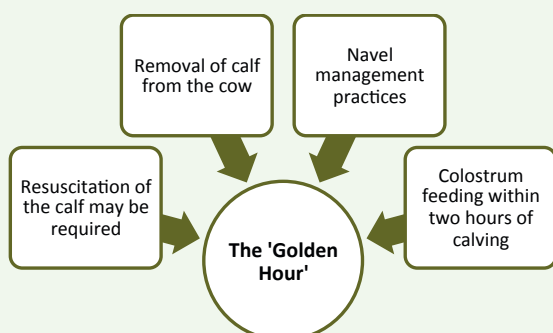 Resuscitation of
the calf may be
required
Removal of calf
from the cow
Navel
management
practices
Colostrum
feeding within
two hours of
calving
The 'Golden
Hour'